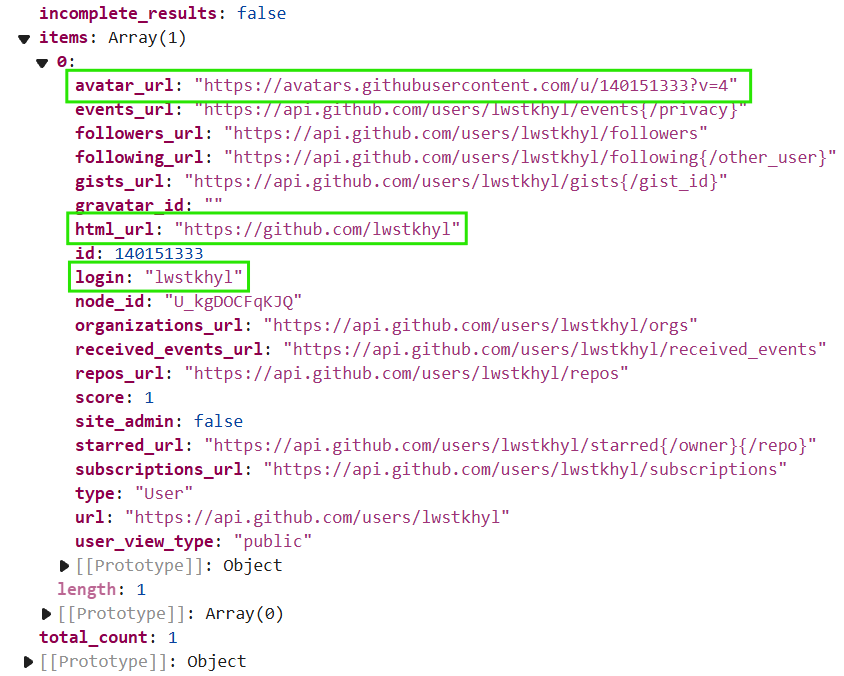 incomplete_results: false
items: Array(1)
0:
avatar_url: "https://avatars.githubusercontent.com/u/140151333?v=4"
events_url: "https://api.github.com/users/lwstkhyl/events{/privacy}"
followers_url: "https://api.github.com/users/lwstkhyl/followers"
following_url: "https://api.github.com/users/lwstkhyl/following{/other_user}"
gists_url: "https://api.github.com/users/lwstkhyl/gists{/gist_id}"
gravatar_id: ""
html_url: "https://github.com/lwstkhyl"
id: 140151333
login: "lwstkhyl"
node_id: "U_kgDOCFqKJQ"
organizations_url: "https://api.github.com/users/lwstkhyl/orgs"
received_events_url: "https://api.github.com/users/lwstkhyl/received_events"
repos_url: "https://api.github.com/users/lwstkhyl/repos"
score: 1
site_admin: false
starred_url: "https://api.github.com/users/lwstkhyl/starred{/owner}{/repo}"
subscriptions_url: "https://api.github.com/users/lwstkhyl/subscriptions"
type: "User"
url: "https://api.github.com/users/lwstkhyl"
user_view_type: "public"
[[Prototype]]: Object
length: 1
[[Prototype]]: Array(0)
total_count: 1
[[Prototype]]: Object